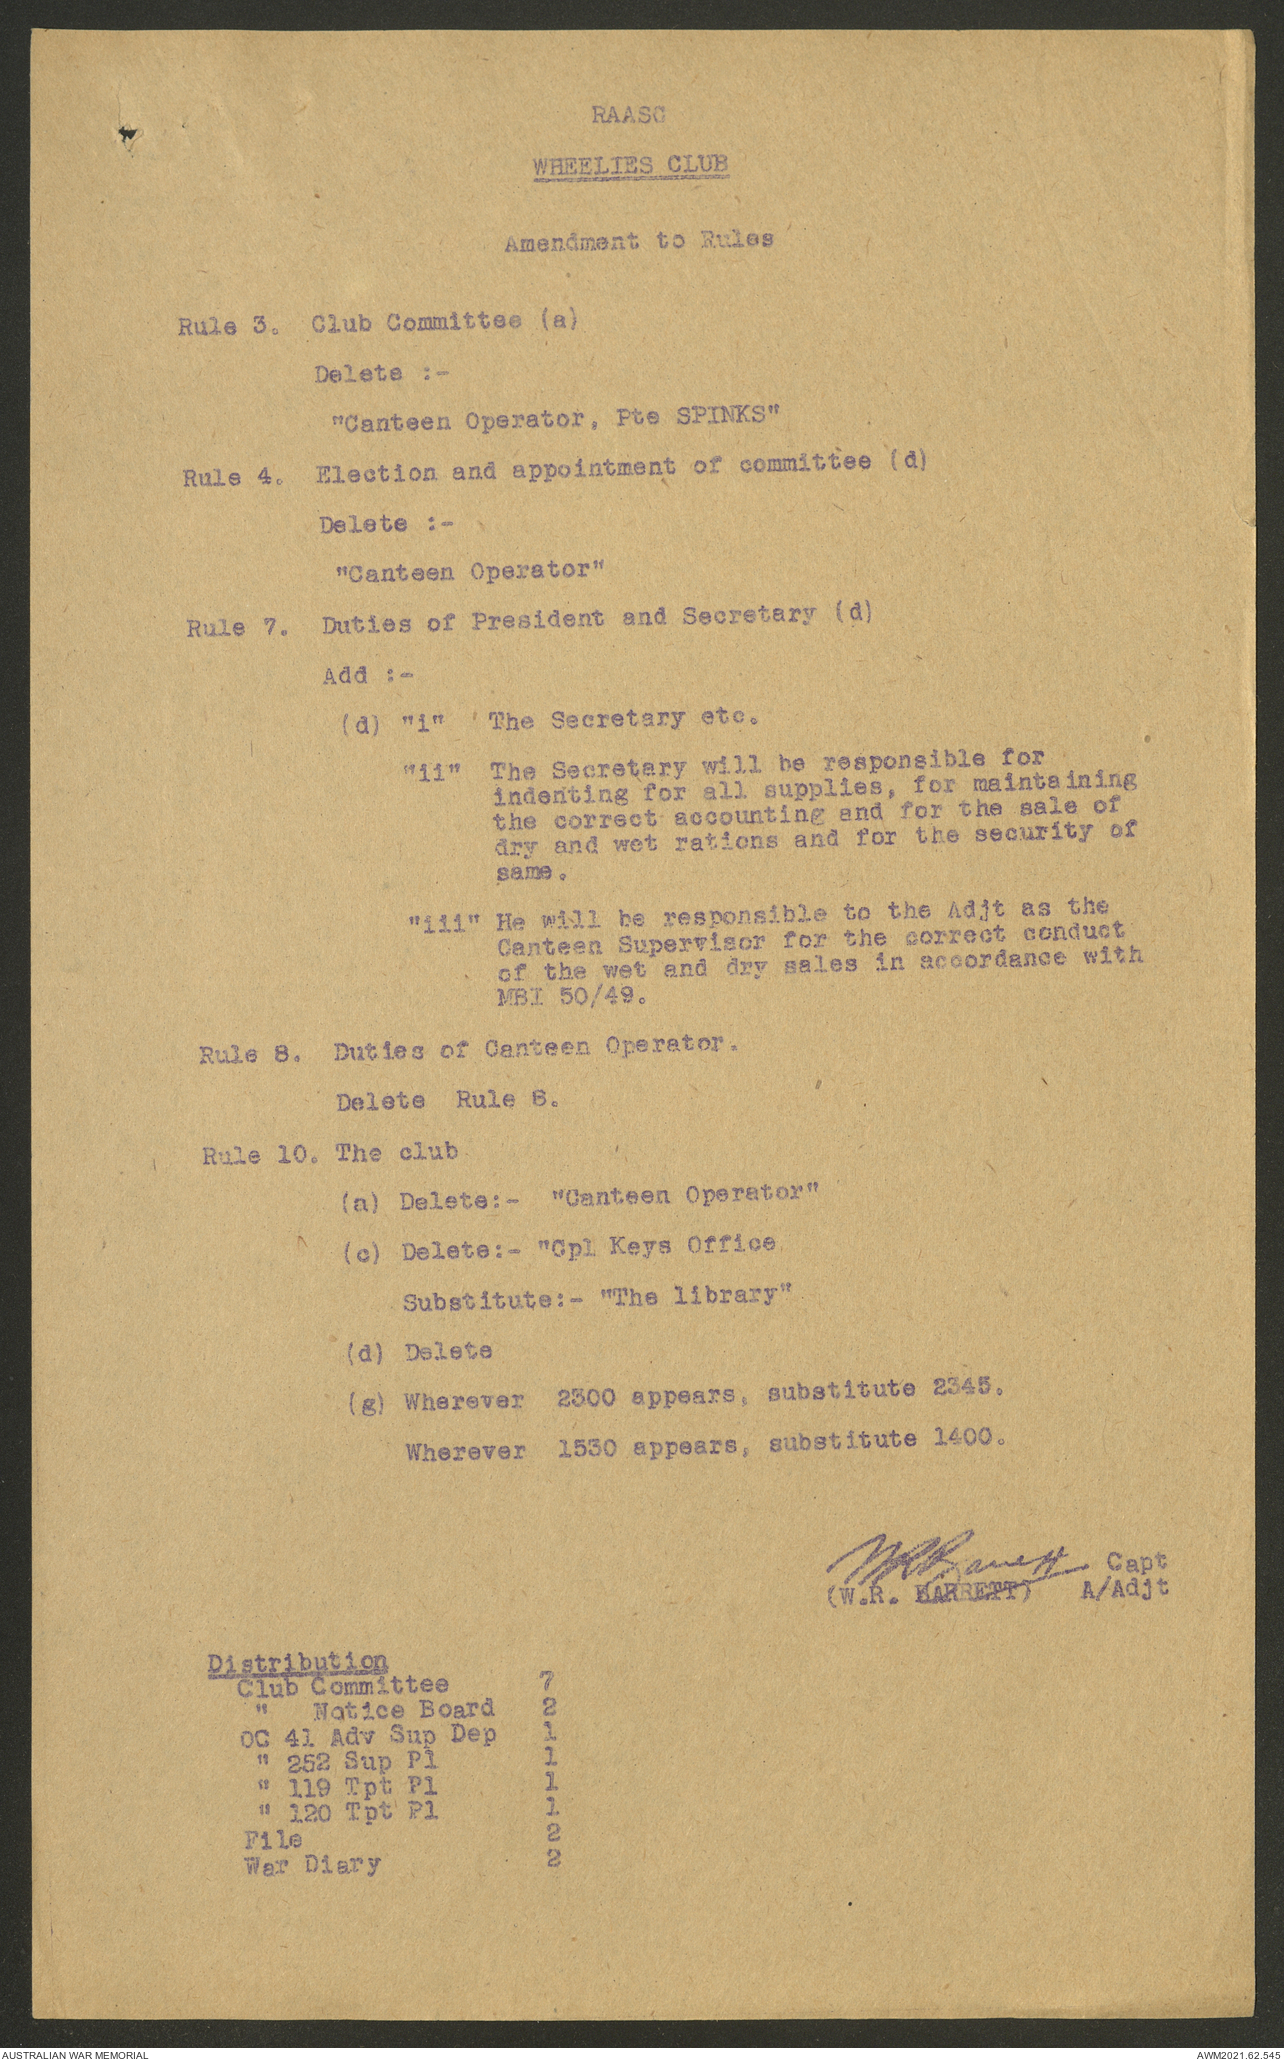 RAASC
WHEELIES CLUB
Amendment to Rules
Rule 3. Club Committee (a)
Delete :-
"Canteen Operator, Pte SPINKS"
Rule 4. Election and appointment of committee (d)
Delete :-
"Canteen Operator"
Rule 7. Duties of President and Secretary (d)
Add :-
(d) "i" The Secretary etc.
"ii" The Secretary will be responsible for
indenting for all supplies, for maintaining
the correct accounting and for the sale of
dry and wet rations and for the security of
same.
"iii" He will be responsible to the Adjt as the
Canteen Supervisor for the correct conduct
of the wet and dry sales in accordance with
MBI 50/49.
Rule 8. Duties of Canteen Operator.
Delete Rule 8.
Rule 10. The club
(a) Delete:- "Canteen Operator"
(c) Delete:- "Cpl Keys Office
Substitute:- "The library"
(d) Delete
(g) Wherever 2300 appears, substitute 2345.
Wherever 1530 appears, substitute 1400.
WRBarrett Capt
(W.R. BARRETT) A/Adjt
Distribution
Club Committee 7
" Notice Board 2
OC 41 Adv Sup Dep 1
" 252 Sup Pl 1
" 119 Tpt Pl 1
" 120 Tpt Pl 1
File 2
War Diary 2
AUSTRALIAN WAR MEMORIAL AWM2021.62.545